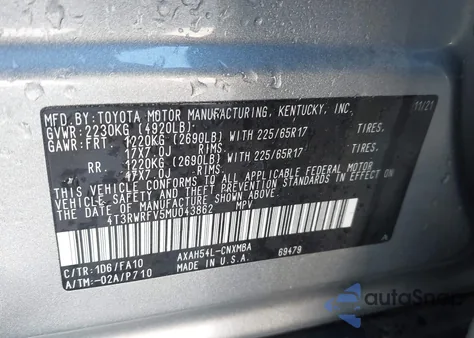 MFD.BY:TOYOTA MOTOR MANUFACTURING, KENTUCKY, INC. 11/21
GVWR: 2230KG (4920LB)
GAWR: FRT. 1220KG (2690LB) WITH 225/65R17 TIRES.
17X7.0J RIMS.
RR 1220KG (2690LB) WITH 225/65R17 TIRES.
17X7.0J RIMS.
THIS VEHICLE CONFORMS TO ALL APPLICABLE FEDERAL MOTOR
VEHICLE SAFETY AND THEFT PREVENTION STANDARDS IN EFFECT ON
THE DATE OF MANUFACTURE SHOWN ABOVE.
4T3RWRFV5MU043862 MPV
C/TR: 1D6/FA10 AXAH54L-CNXMBA 69479 A
A/TM:-02A/P710 MADE IN U.S.A.
autoSnap